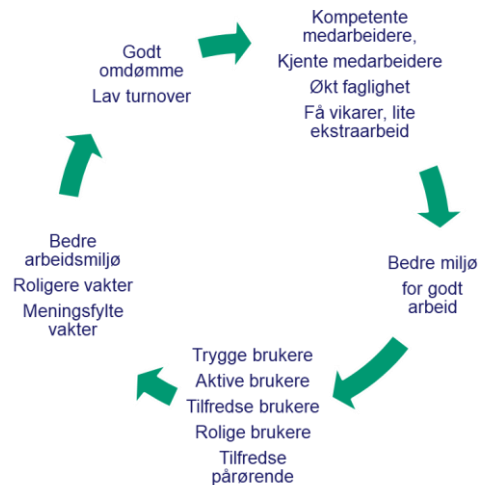 Kompetente
medarbeidere,
Kjente medarbeidere
Økt faglighet
Få vikarer, lite
ekstraarbeid
Bedre miljø
for godt
arbeid
Trygge brukere
Aktive brukere
Tilfredse brukere
Rolige brukere
Tilfredse
pårørende
Bedre
arbeidsmiljø
Roligere vakter
Meningsfylte
vakter
Godt
omdømme
Lav turnover